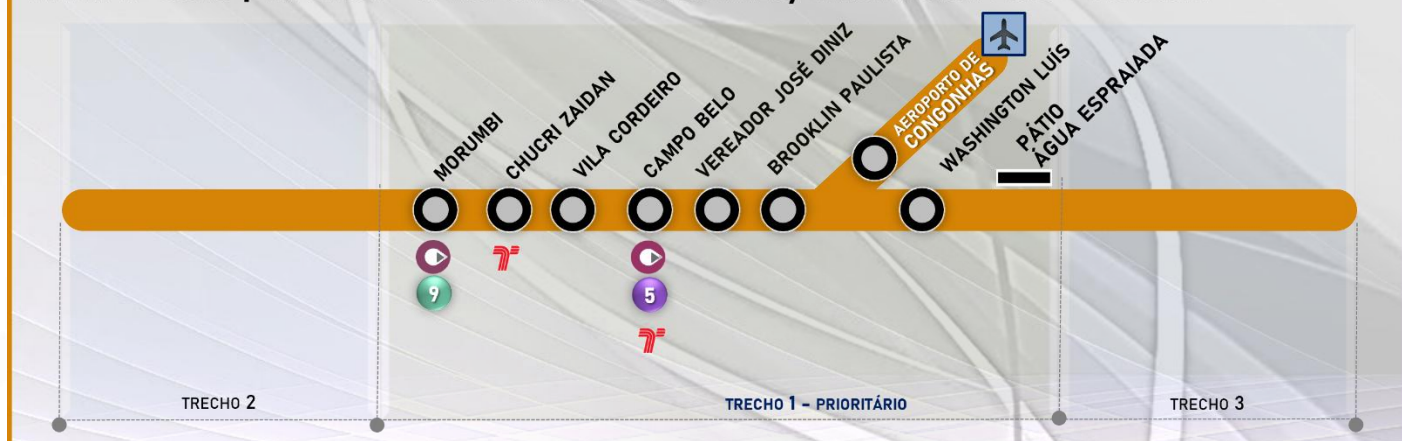 MORUMBI
CHUCRI ZAIDAN
VILA CORDEIRO
CAMPO BELO
VEREADOR JOSÉ DINIZ
BROOKLIN PAULISTA
AEROPORTO DE
CONGONHAS
WASHINGTON LUÍS
PÁTIO
ÁGUA ESPRAIADA
9
5
TRECHO 2
TRECHO 1 - PRIORITÁRIO
TRECHO 3